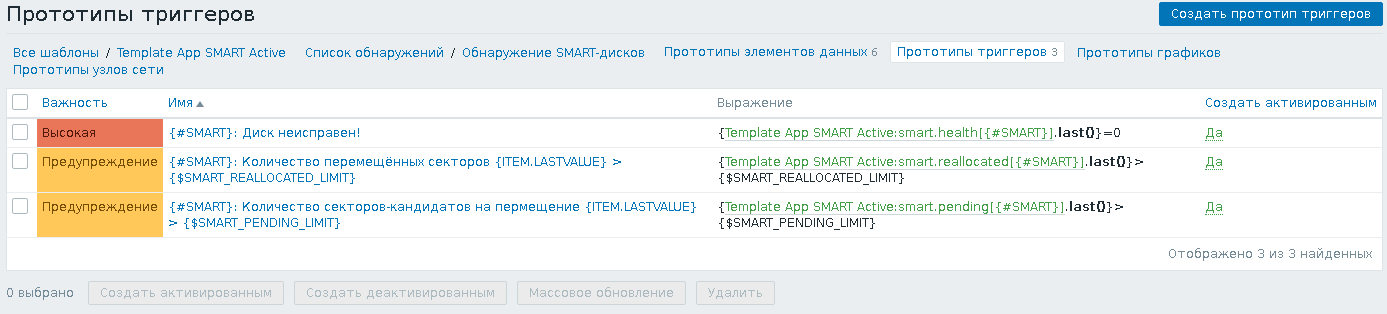 Прототипы триггеров
Создать прототип триггеров
Все шаблоны / Template App SMART Active Список обнаружений / Обнаружение SMART-дисков Прототипы элементов данных 6 Прототипы триггеров 3 Прототипы графиков
Прототипы узлов сети
Важность Имя Выражение Создать активированным
Высокая {#SMART}: Диск неисправен! {Template App SMART Active:smart.health[{#SMART}].last()}=0 Да
Предупреждение {#SMART}: Количество перемещённых секторов {ITEM.LASTVALUE} > {Template App SMART Active:smart.reallocated[{#SMART}].last()}> Да
{$SMART_REALLOCATED_LIMIT} {$SMART_REALLOCATED_LIMIT}
Предупреждение {#SMART}: Количество секторов-кандидатов на пермещение {ITEM.LASTVALUE} {Template App SMART Active:smart.pending[{#SMART}].last()}> Да
> {$SMART_PENDING_LIMIT} {$SMART_PENDING_LIMIT}
Отображено 3 из 3 найденных
0 выбрано Создать активированным Создать деактивированным Массовое обновление Удалить